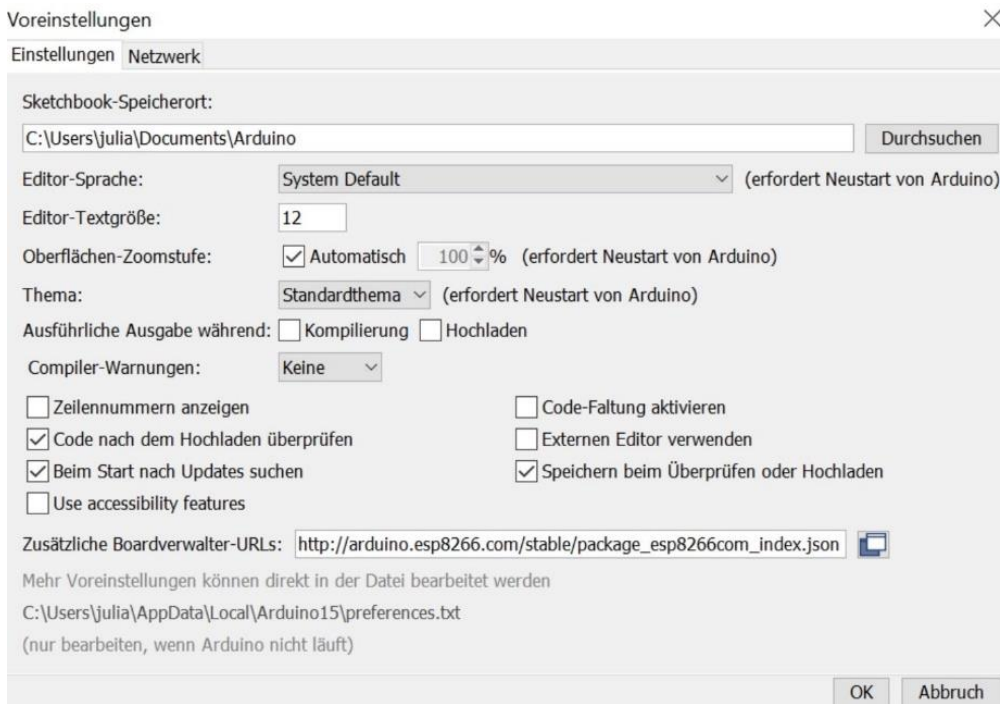 Voreinstellungen
Einstellungen Netzwerk
Sketchbook-Speicherort:
C:\Users\julia\Documents\Arduino Durchsuchen
Editor-Sprache: System Default (erfordert Neustart von Arduino)
Editor-Textgröße: 12
Oberflächen-Zoomstufe: Automatisch 100 % (erfordert Neustart von Arduino)
Thema: Standardthema (erfordert Neustart von Arduino)
Ausführliche Ausgabe während: Kompilierung Hochladen
Compiler-Warnungen: Keine
Zeilennummern anzeigen Code-Faltung aktivieren
Code nach dem Hochladen überprüfen Externen Editor verwenden
Beim Start nach Updates suchen Speichern beim Überprüfen oder Hochladen
Use accessibility features
Zusätzliche Boardverwalter-URLs: http://arduino.esp8266.com/stable/package_esp8266com_index.json
Mehr Voreinstellungen können direkt in der Datei bearbeitet werden
C:\Users\julia\AppData\Local\Arduino15\preferences.txt
(nur bearbeiten, wenn Arduino nicht läuft)
OK Abbruch